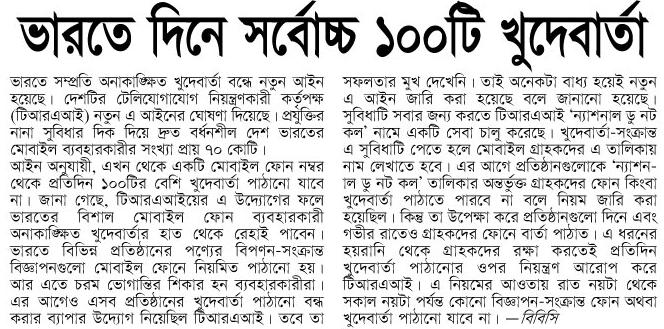 ভারতে দিনে সর্বোচ্চ ১০০টি খুদেবার্তা
ভারতে সম্প্রতি অনাকাঙ্ক্ষিত খুদেবার্তা বন্ধে নতুন আইন
হয়েছে। দেশটির টেলিযোগাযোগ নিয়ন্ত্রণকারী কর্তৃপক্ষ
(টিআরএআই) নতুন এ আইনের ঘোষণা দিয়েছে। প্রযুক্তির
নানা সুবিধার দিক দিয়ে দ্রুত বর্ধনশীল দেশ ভারতের
মোবাইল ব্যবহারকারীর সংখ্যা প্রায় ৭০ কোটি।
আইন অনুযায়ী, এখন থেকে একটি মোবাইল ফোন নম্বর
থেকে প্রতিদিন ১০০টির বেশি খুদেবার্তা পাঠানো যাবে
না। জানা গেছে, টিআরএআইয়ের এ উদ্যোগের ফলে
ভারতের বিশাল মোবাইল ফোন ব্যবহারকারী
অনাকাঙ্ক্ষিত খুদেবার্তার হাত থেকে রেহাই পাবেন।
ভারতে বিভিন্ন প্রতিষ্ঠানের পণ্যের বিপণন-সংক্রান্ত
বিজ্ঞাপনগুলো মোবাইল ফোনে নিয়মিত পাঠানো হয়।
আর এতে চরম ভোগান্তির শিকার হন ব্যবহারকারীরা।
এর আগেও এসব প্রতিষ্ঠানের খুদেবার্তা পাঠানো বন্ধ
করার ব্যাপার উদ্যোগ নিয়েছিল টিআরএআই। তবে তা
সফলতার মুখ দেখেনি। তাই অনেকটা বাধ্য হয়েই নতুন
এ আইন জারি করা হয়েছে বলে জানানো হয়েছে।
সুবিধাটি সবার জন্য করতে টিআরএআই ‘ন্যাশনাল ডু নট
কল’ নামে একটি সেবা চালু করেছে। খুদেবার্তা-সংক্রান্ত
এ সুবিধাটি পেতে হলে মোবাইল গ্রাহকদের এ তালিকায়
নাম লেখাতে হবে। এর আগে প্রতিষ্ঠানগুলোকে ‘ন্যাশন-
াল ডু নট কল’ তালিকার অন্তর্ভুক্ত গ্রাহকদের ফোন কিংবা
খুদেবার্তা পাঠাতে পারবে না বলে নিয়ম জারি করা
হয়েছিল। কিন্তু তা উপেক্ষা করে প্রতিষ্ঠানগুলো দিনে এবং
গভীর রাতেও গ্রাহকদের ফোনে বার্তা পাঠাত। এ ধরনের
হয়রানি থেকে গ্রাহকদের রক্ষা করতেই প্রতিদিন
খুদেবার্তা পাঠানোর ওপর নিয়ন্ত্রণ আরোপ করে
টিআরএআই। এ নিয়মের আওতায় রাত নয়টা থেকে
সকাল নয়টা পর্যন্ত কোনো বিজ্ঞাপন-সংক্রান্ত ফোন অথবা
খুদেবার্তা পাঠানো যাবে না। —বিবিসি